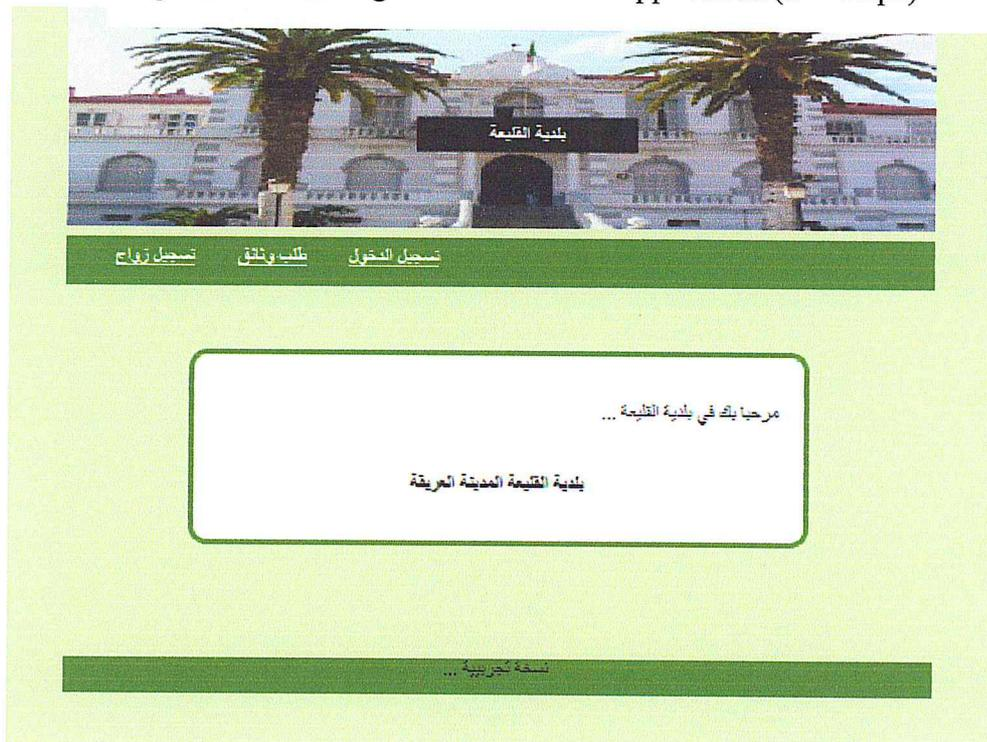 بلدية القليعة
تسجيل الدخول
طلب وثائق
تسجيل زواج
مرحبا بك في بلدية القليعة ...
بلدية القليعة المدينة العريقة
نسخة تجريبية ...